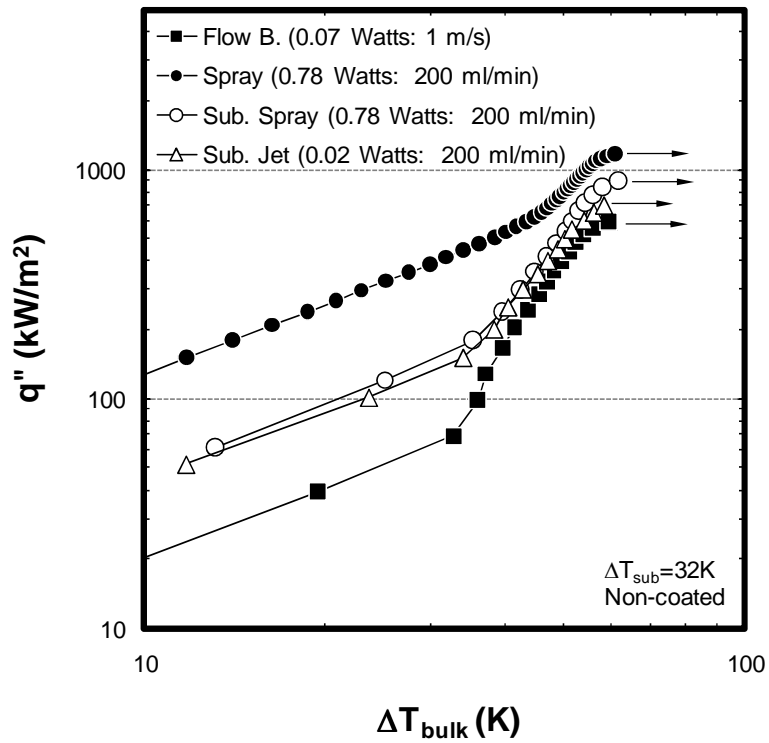 Flow B. (0.07 Watts: 1 m/s)
Spray (0.78 Watts: 200 ml/min)
Sub. Spray (0.78 Watts: 200 ml/min)
Sub. Jet (0.02 Watts: 200 ml/min)
1000
100
10
q" (kW/m²)
ΔT_sub=32K
Non-coated
10
100
ΔT_bulk (K)